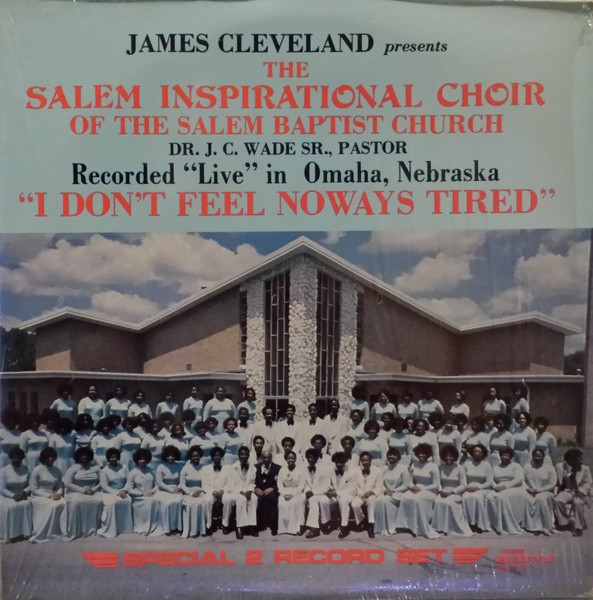 JAMES CLEVELAND presents
THE
SALEM INSPIRATIONAL CHOIR
OF THE SALEM BAPTIST CHURCH
DR. J. C. WADE SR., PASTOR
Recorded "Live" in Omaha, Nebraska
"I DON'T FEEL NOWAYS TIRED"
SPECIAL 2 RECORD SET